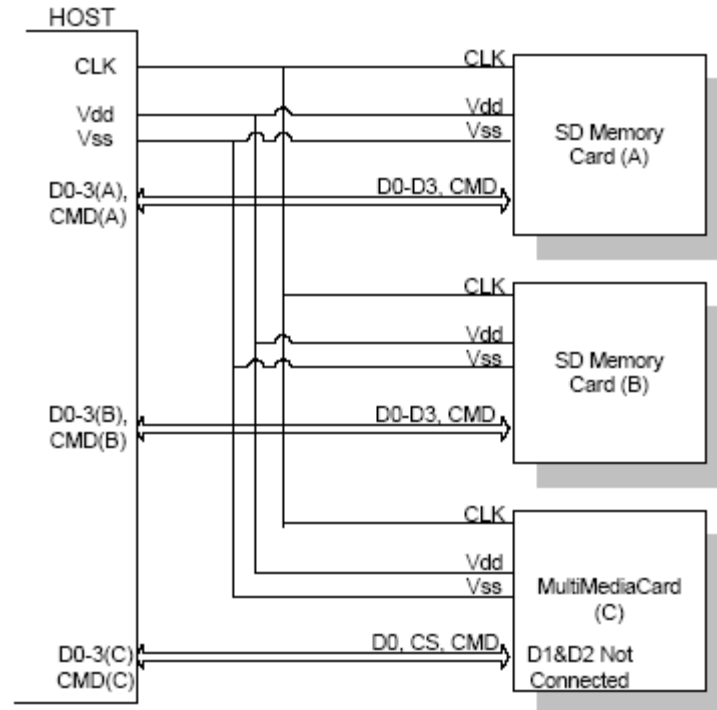 HOST
CLK
Vdd
Vss
D0-3(A),
CMD(A)
D0-3(B),
CMD(B)
D0-3(C)
CMD(C)
CLK
Vdd
Vss
D0-D3, CMD
SD Memory
Card (A)
CLK
Vdd
Vss
D0-D3, CMD
SD Memory
Card (B)
CLK
Vdd
Vss
D0, CS, CMD
MultiMediaCard
(C)
D1&D2 Not
Connected